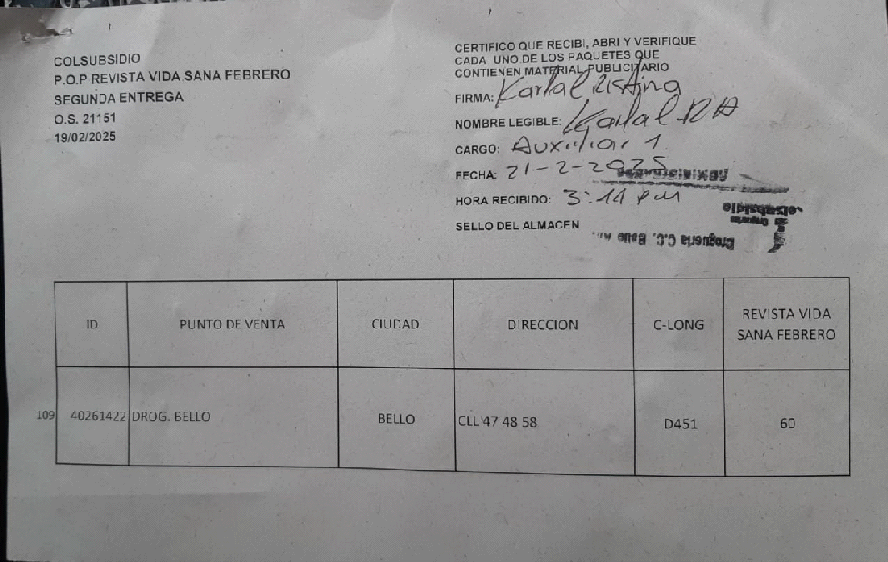 COLSUBSIDIO
P.O.P REVISTA VIDA SANA FEBRERO
SEGUNDA ENTREGA
O.S. 21151
19/02/2025
CERTIFICO QUE RECIBI, ABRI Y VERIFIQUE
CADA UNO DE LOS PAQUETES QUE
CONTIENEN MATERIAL PUBLICITARIO
FIRMA:
NOMBRE LEGIBLE:
CARGO: Auxiliar 1
FECHA: 21-2-2025
HORA RECIBIDO: 3:14 pm
SELLO DEL ALMACEN
Colsubsidio
Drogueria C.C. Bello
ID PUNTO DE VENTA CIUDAD DIRECCION C-LONG REVISTA VIDA
SANA FEBRERO
109 40261422 DROG. BELLO BELLO CLL 47 48 58 D451 60